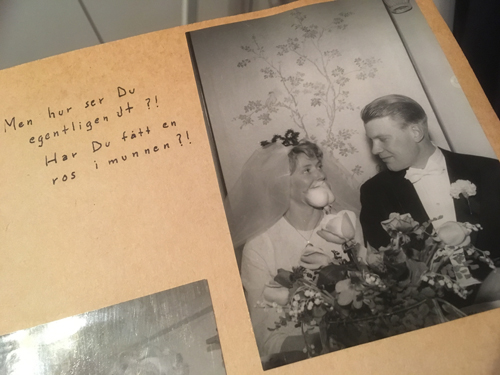 Men hur ser Du
egentligen ut ?!
Har Du fått en
ros i munnen ?!